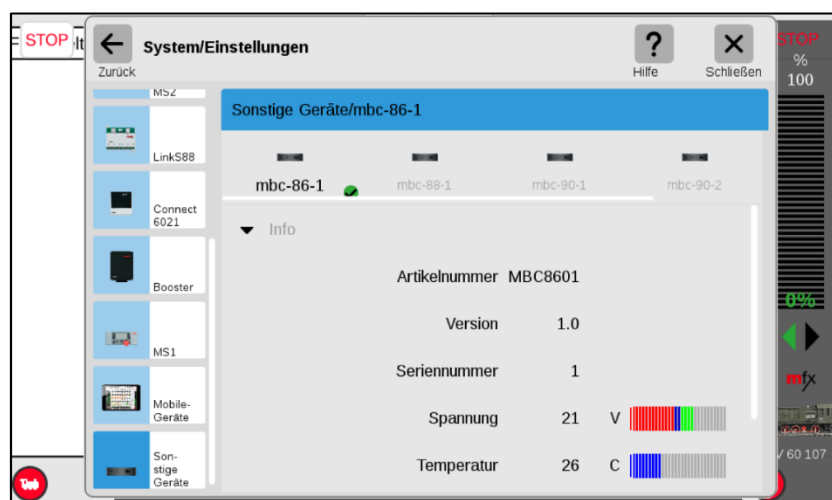 STOP
lt
System/Einstellungen
Zurück
Hilfe
Schließen
STOP
%
100
MS2
LinkS88
Connect
6021
Booster
MS1
Mobile-
Geräte
Son-
stige
Geräte
Sonstige Geräte/mbc-86-1
mbc-86-1
mbc-88-1
mbc-90-1
mbc-90-2
Info
Artikelnummer MBC8601
Version 1.0
Seriennummer 1
Spannung 21 V
Temperatur 26 C
0%
mfx
V 60 107